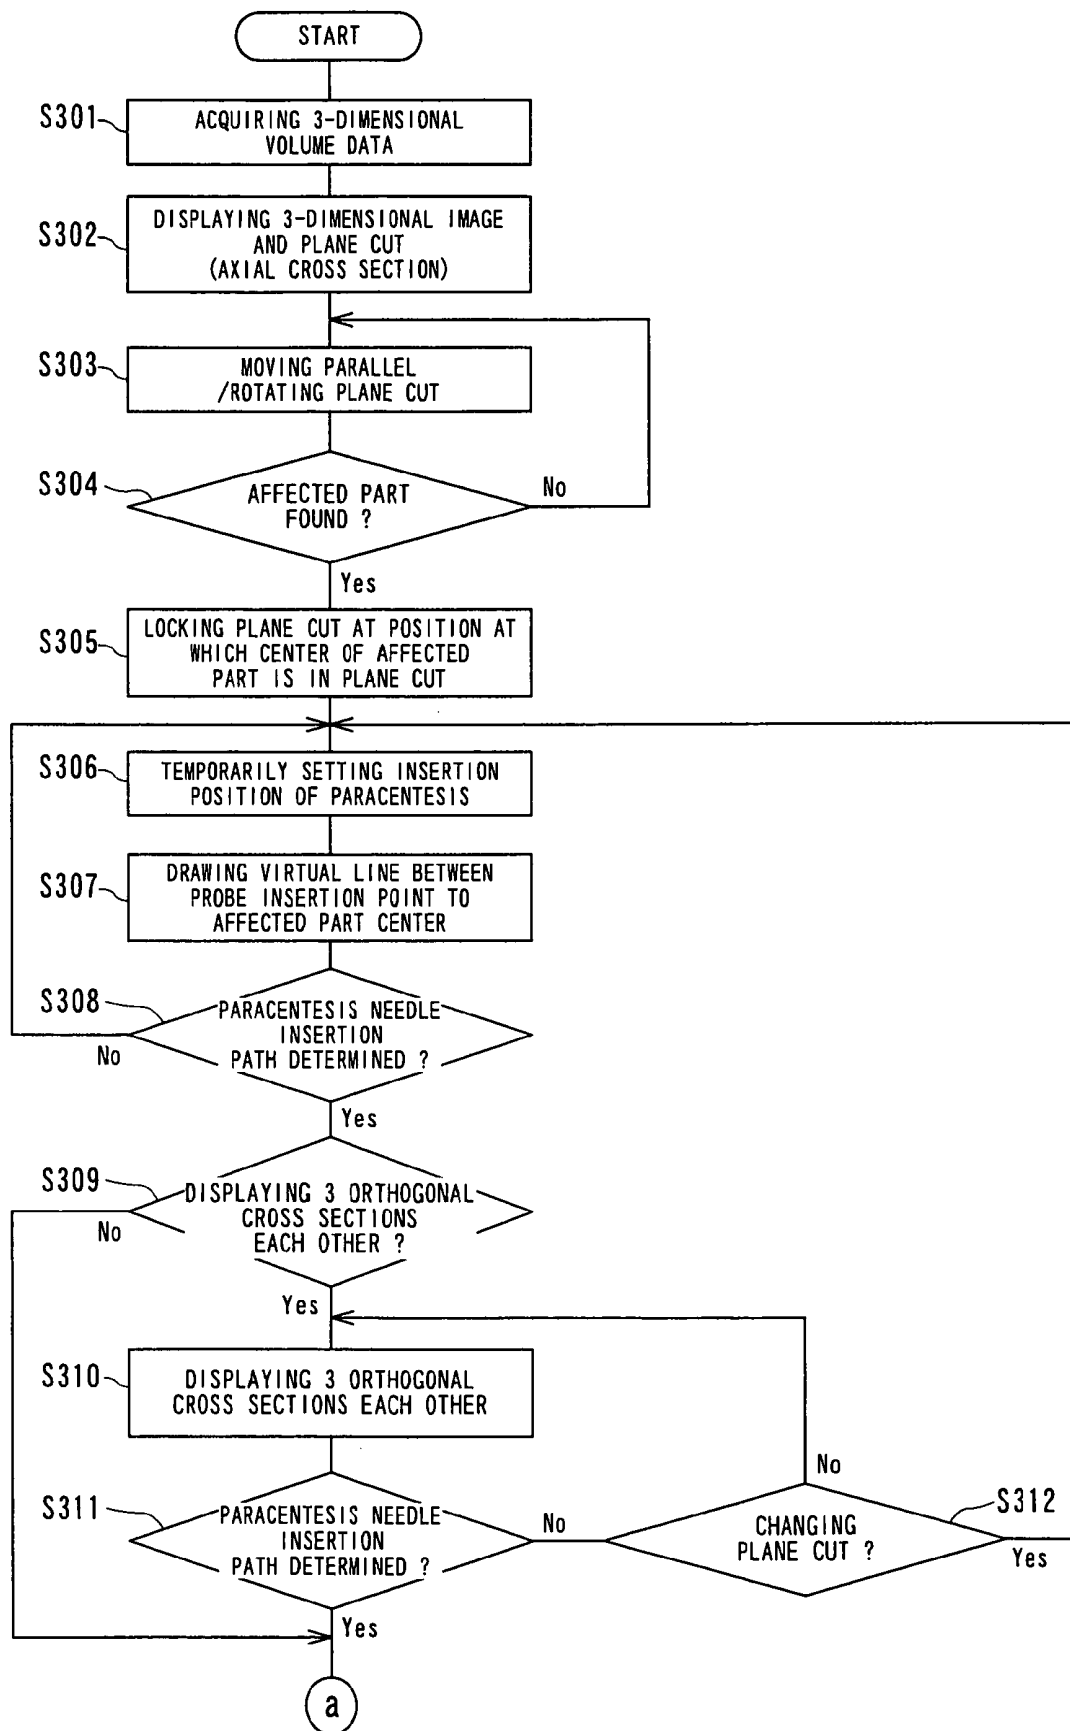 START
S301
ACQUIRING 3-DIMENSIONAL
VOLUME DATA
S302
DISPLAYING 3-DIMENSIONAL IMAGE
AND PLANE CUT
(AXIAL CROSS SECTION)
S303
MOVING PARALLEL
/ROTATING PLANE CUT
S304
AFFECTED PART
FOUND ?
No
Yes
S305
LOCKING PLANE CUT AT POSITION AT
WHICH CENTER OF AFFECTED
PART IS IN PLANE CUT
S306
TEMPORARILY SETTING INSERTION
POSITION OF PARACENTESIS
S307
DRAWING VIRTUAL LINE BETWEEN
PROBE INSERTION POINT TO
AFFECTED PART CENTER
S308
PARACENTESIS NEEDLE
INSERTION
PATH DETERMINED ?
No
Yes
S309
DISPLAYING 3 ORTHOGONAL
CROSS SECTIONS
EACH OTHER ?
No
Yes
S310
DISPLAYING 3 ORTHOGONAL
CROSS SECTIONS EACH OTHER
S311
PARACENTESIS NEEDLE
INSERTION
PATH DETERMINED ?
No
Yes
S312
CHANGING
PLANE CUT ?
No
Yes
a